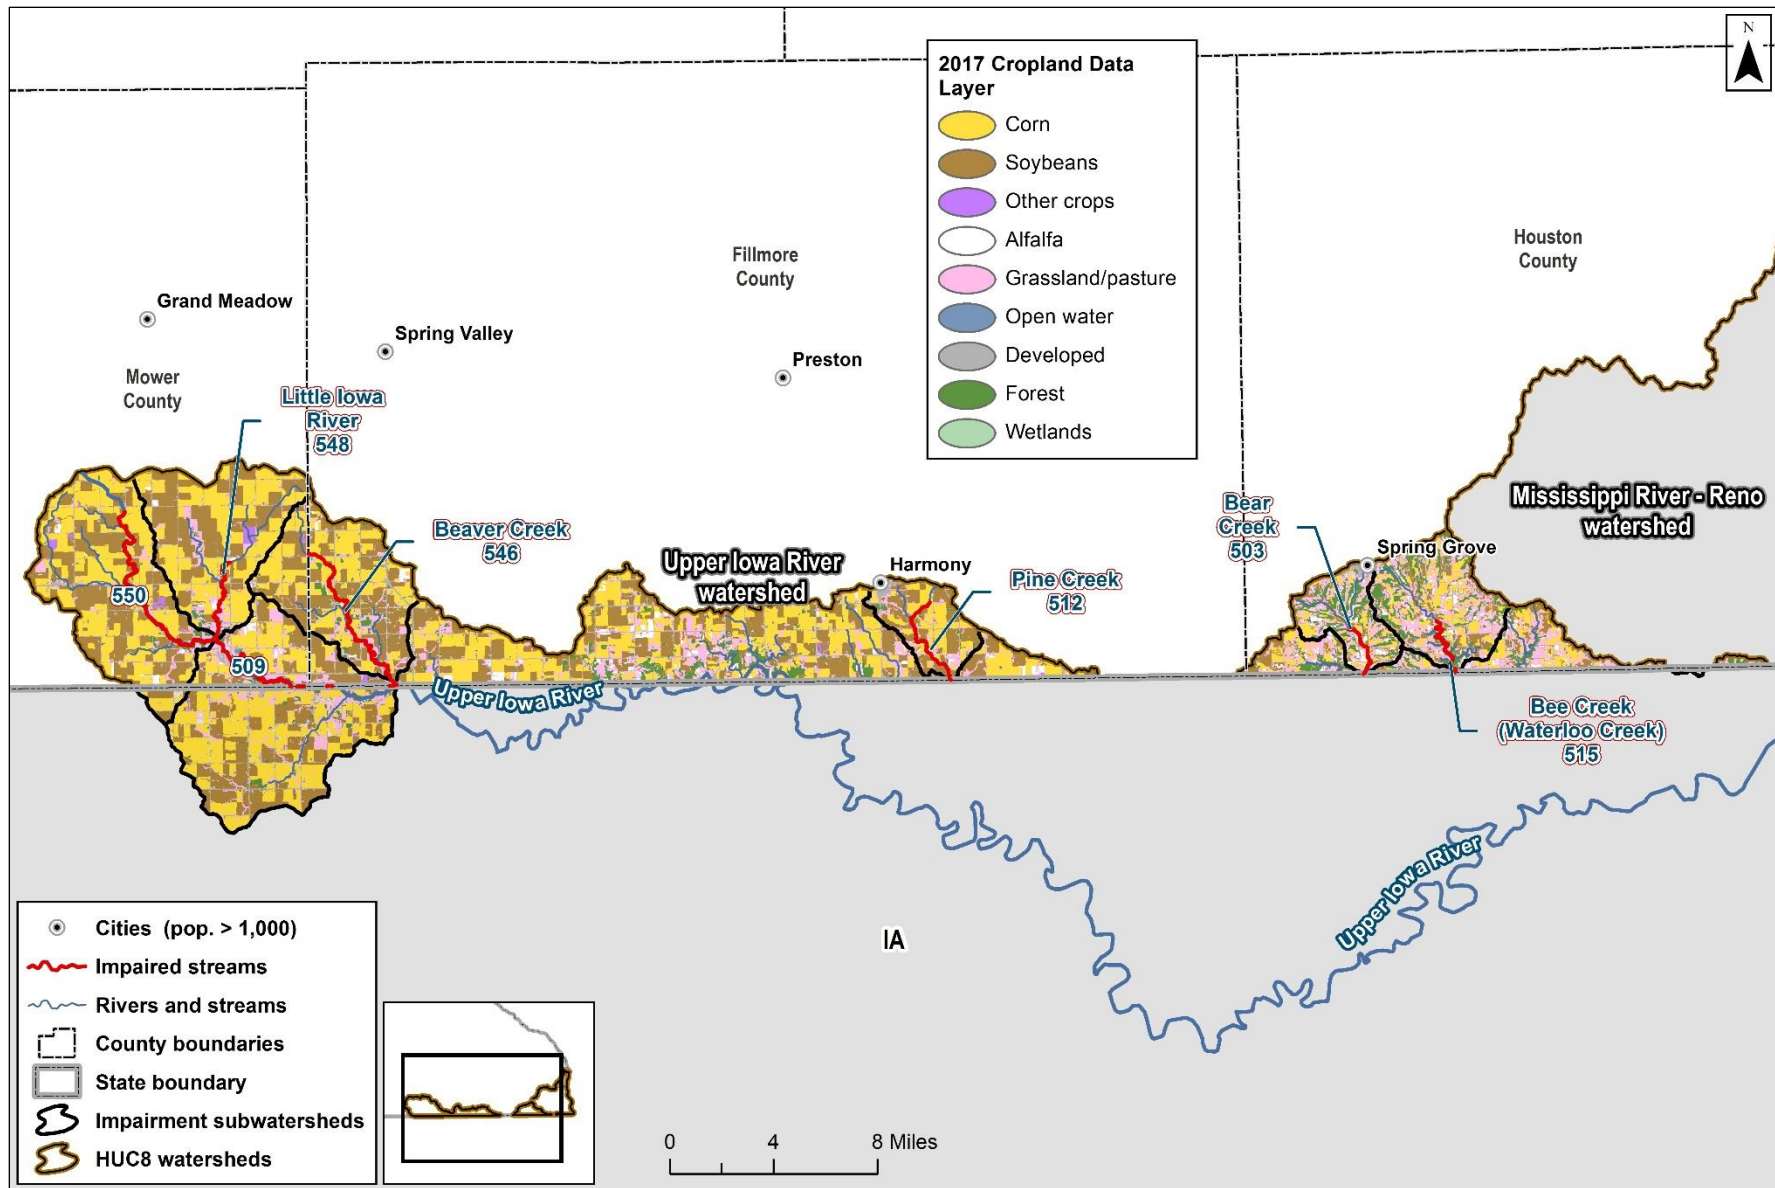 N
2017 Cropland Data
Layer
Corn
Soybeans
Other crops
Alfalfa
Grassland/pasture
Open water
Developed
Forest
Wetlands
Fillmore
County
Houston
County
Grand Meadow
Spring Valley
Preston
Mower
County
Little Iowa
River
548
Beaver Creek
546
Upper Iowa River
watershed
Harmony
Pine Creek
512
Bear
Creek
503
Spring Grove
Mississippi River - Reno
watershed
550
509
Upper Iowa River
Bee Creek
(Waterloo Creek)
515
Upper Iowa River
IA
Cities (pop. > 1,000)
Impaired streams
Rivers and streams
County boundaries
State boundary
Impairment subwatersheds
HUC8 watersheds
0 4 8 Miles